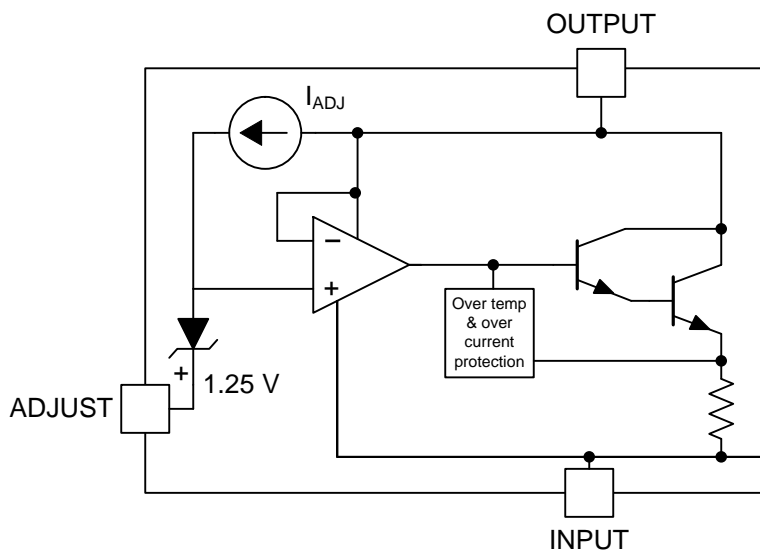 OUTPUT
IADJ
−
+
Over temp
& over
current
protection
+
1.25 V
ADJUST
INPUT